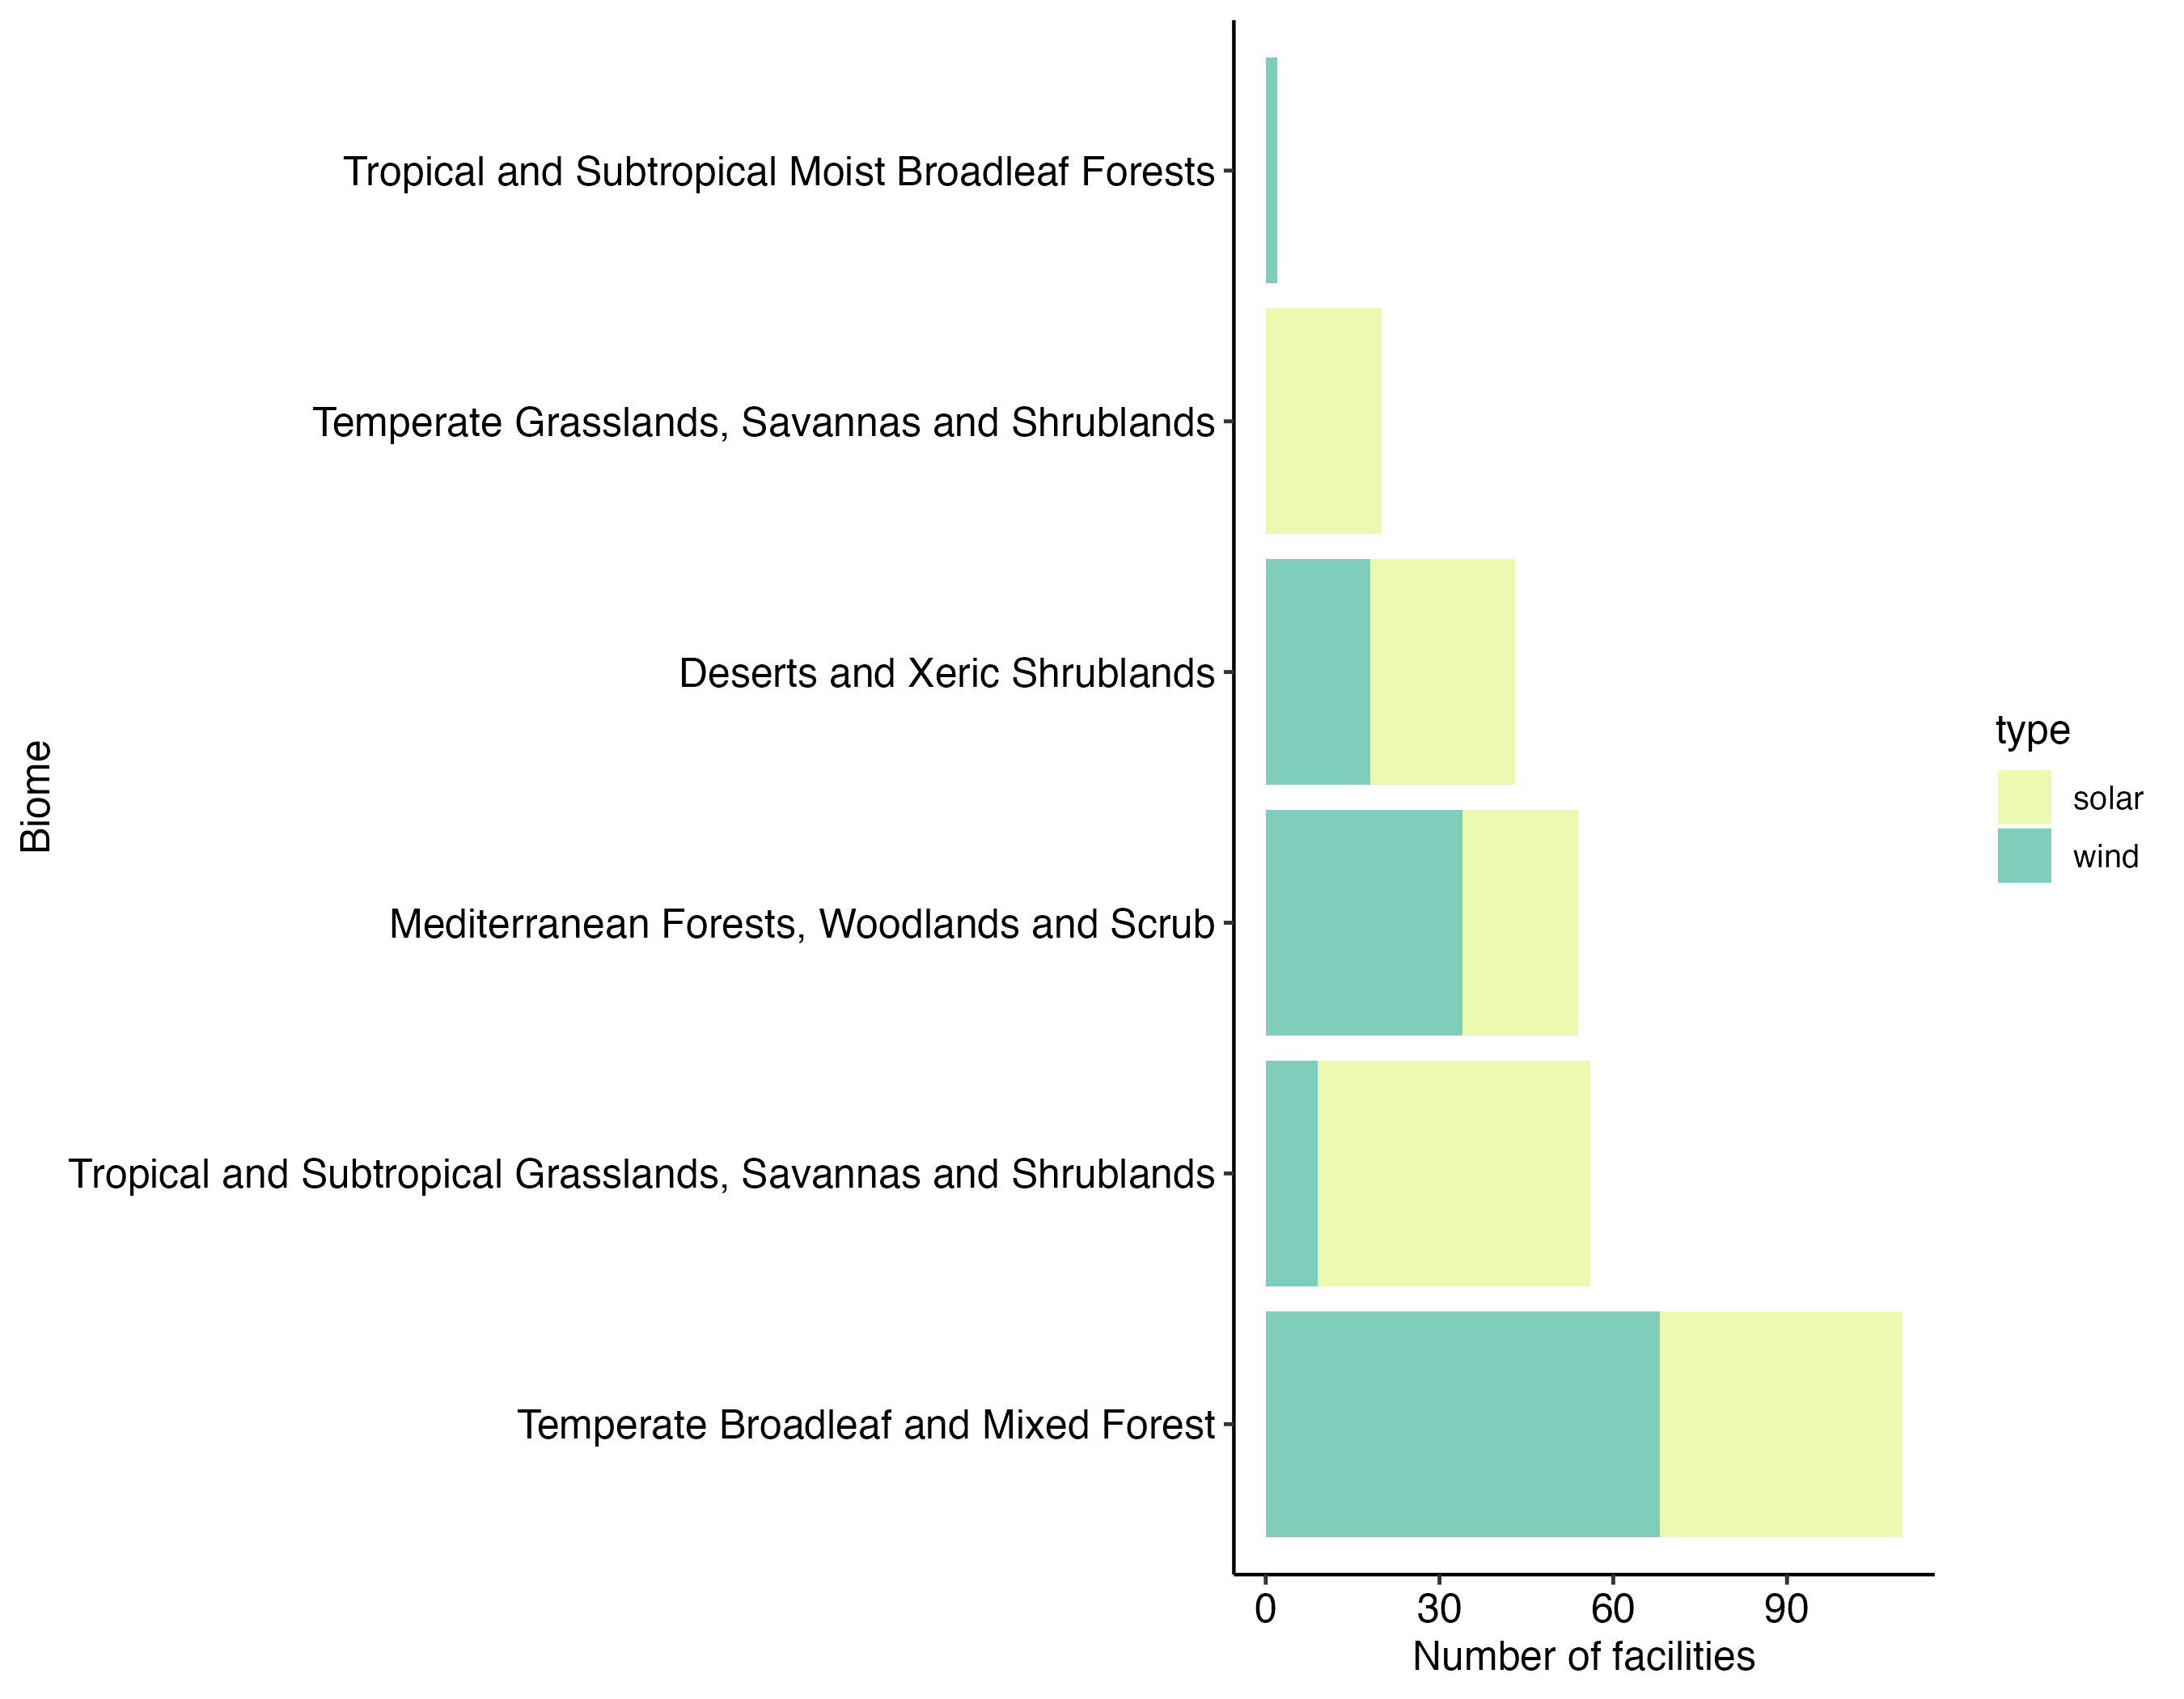 Biome
Tropical and Subtropical Moist Broadleaf Forests
Temperate Grasslands, Savannas and Shrublands
Deserts and Xeric Shrublands
Mediterranean Forests, Woodlands and Scrub
Tropical and Subtropical Grasslands, Savannas and Shrublands
Temperate Broadleaf and Mixed Forest
0 30 60 90
Number of facilities
type
solar
wind